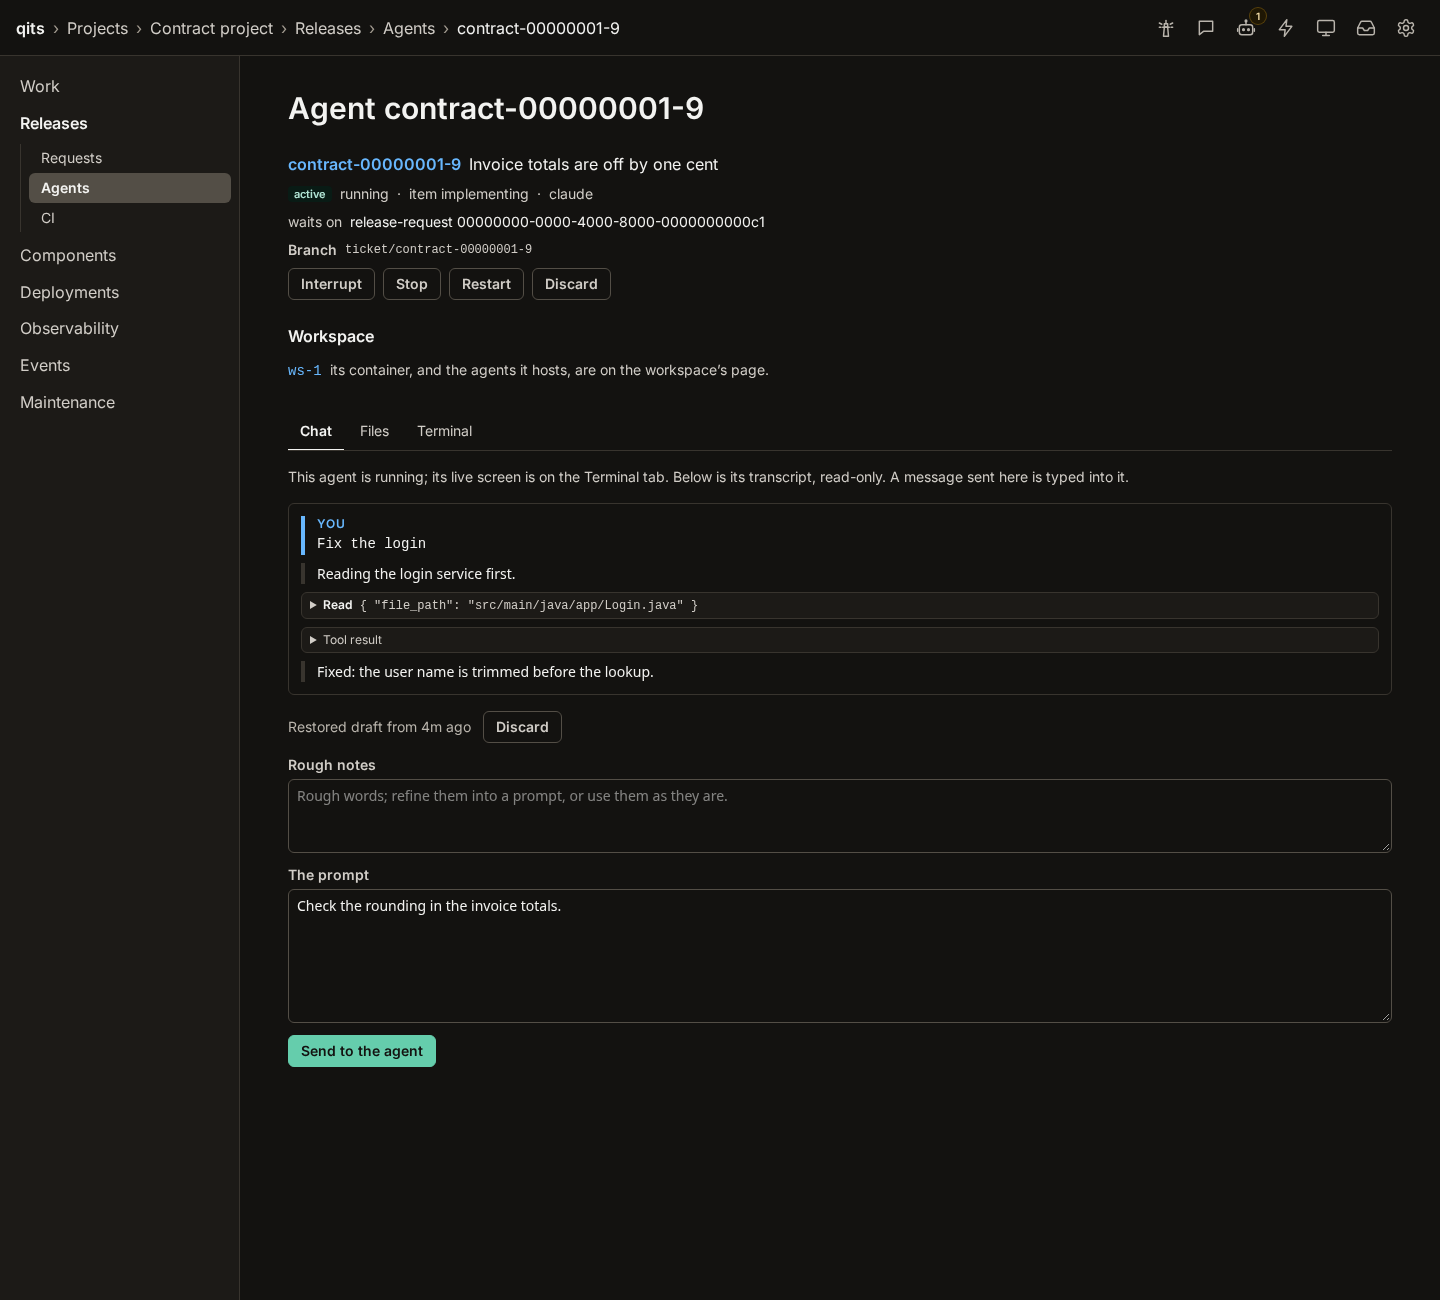 qits › Projects › Contract project › Releases › Agents › contract-00000001-9
1
Work
Releases
Requests
Agents
CI
Components
Deployments
Observability
Events
Maintenance
Agent contract-00000001-9
contract-00000001-9 Invoice totals are off by one cent
active running · item implementing · claude
waits on release-request 00000000-0000-4000-8000-0000000000c1
Branch ticket/contract-00000001-9
Interrupt Stop Restart Discard
Workspace
ws-1 its container, and the agents it hosts, are on the workspace’s page.
Chat Files Terminal
This agent is running; its live screen is on the Terminal tab. Below is its transcript, read-only. A message sent here is typed into it.
YOU
Fix the login
Reading the login service first.
Read { "file_path": "src/main/java/app/Login.java" }
Tool result
Fixed: the user name is trimmed before the lookup.
Restored draft from 4m ago Discard
Rough notes
Rough words; refine them into a prompt, or use them as they are.
The prompt
Check the rounding in the invoice totals.
Send to the agent